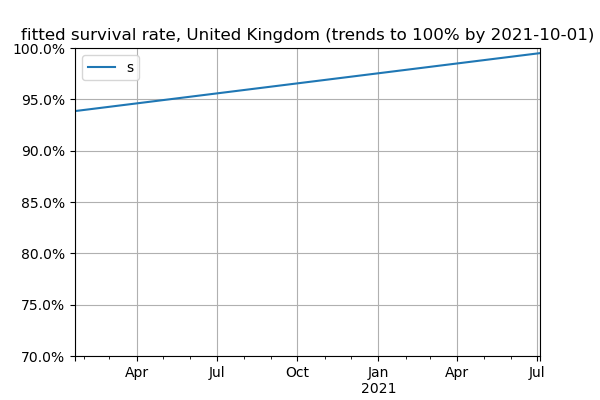 fitted survival rate, United Kingdom (trends to 100% by 2021-10-01)
100.0%
s
95.0%
90.0%
85.0%
80.0%
75.0%
70.0%
Apr Jul Oct Jan Apr Jul
2021